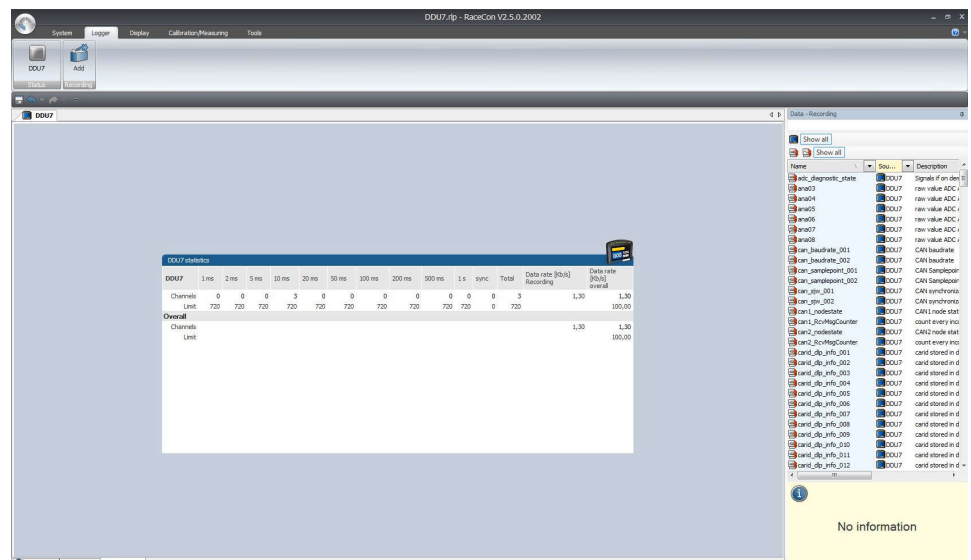 DDU7.rlp - RaceCon V2.5.0.2002
System Logger Display Calibration/Measuring Tools
DDU7 Add
Status Recording
DDU7
DDU7 statistics
DDU7 1 ms 2 ms 5 ms 10 ms 20 ms 50 ms 100 ms 200 ms 500 ms 1 s sync Total Data rate [Kb/s] Recording Data rate [Kb/s] overall
Channels 0 0 0 3 0 0 0 0 0 0 0 3 1,30 1,30
Limit 720 720 720 720 720 720 720 720 720 720 0 720 100,00
Overall
Channels 1,30 1,30
Limit 100,00
Data - Recording
Show all
Show all
Name Sou... Description
adc_diagnostic_state DDU7 Signals if on den
ana03 DDU7 raw value ADC
ana04 DDU7 raw value ADC
ana05 DDU7 raw value ADC
ana06 DDU7 raw value ADC
ana07 DDU7 raw value ADC
ana08 DDU7 raw value ADC
can_baudrate_001 DDU7 CAN baudrate
can_baudrate_002 DDU7 CAN baudrate
can_samplepoint_001 DDU7 CAN Samplepoin
can_samplepoint_002 DDU7 CAN Samplepoin
can_sjw_001 DDU7 CAN synchroniza
can_sjw_002 DDU7 CAN synchroniza
can1_nodestate DDU7 CAN1 node stat
can1_RcvMsgCounter DDU7 count every inco
can2_nodestate DDU7 CAN2 node stat
can2_RcvMsgCounter DDU7 count every inco
carid_dlp_info_001 DDU7 carid stored in d
carid_dlp_info_002 DDU7 carid stored in d
carid_dlp_info_003 DDU7 carid stored in d
carid_dlp_info_004 DDU7 carid stored in d
carid_dlp_info_005 DDU7 carid stored in d
carid_dlp_info_006 DDU7 carid stored in d
carid_dlp_info_007 DDU7 carid stored in d
carid_dlp_info_008 DDU7 carid stored in d
carid_dlp_info_009 DDU7 carid stored in d
carid_dlp_info_010 DDU7 carid stored in d
carid_dlp_info_011 DDU7 carid stored in d
carid_dlp_info_012 DDU7 carid stored in d
No information